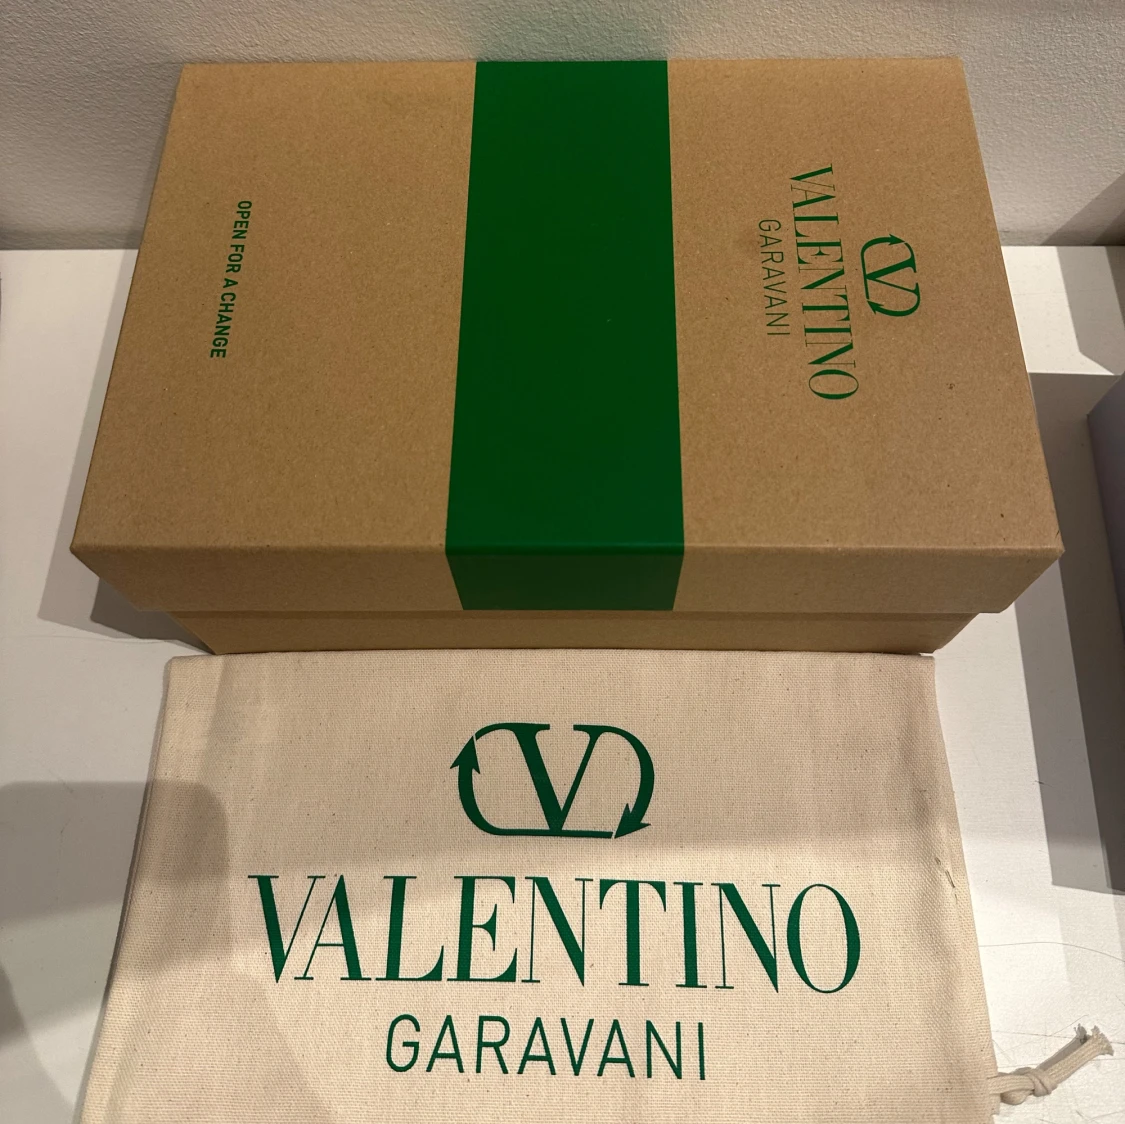 OPEN FOR A CHANGE
V
VALENTINO
GARAVANI
V
VALENTINO
GARAVANI